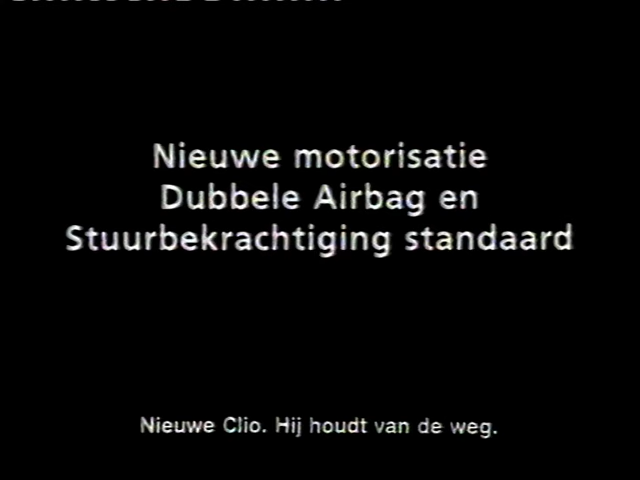 Nieuwe motorisatie
Dubbele Airbag en
Stuurbekrachtiging standaard
Nieuwe Clio. Hij houdt van de weg.